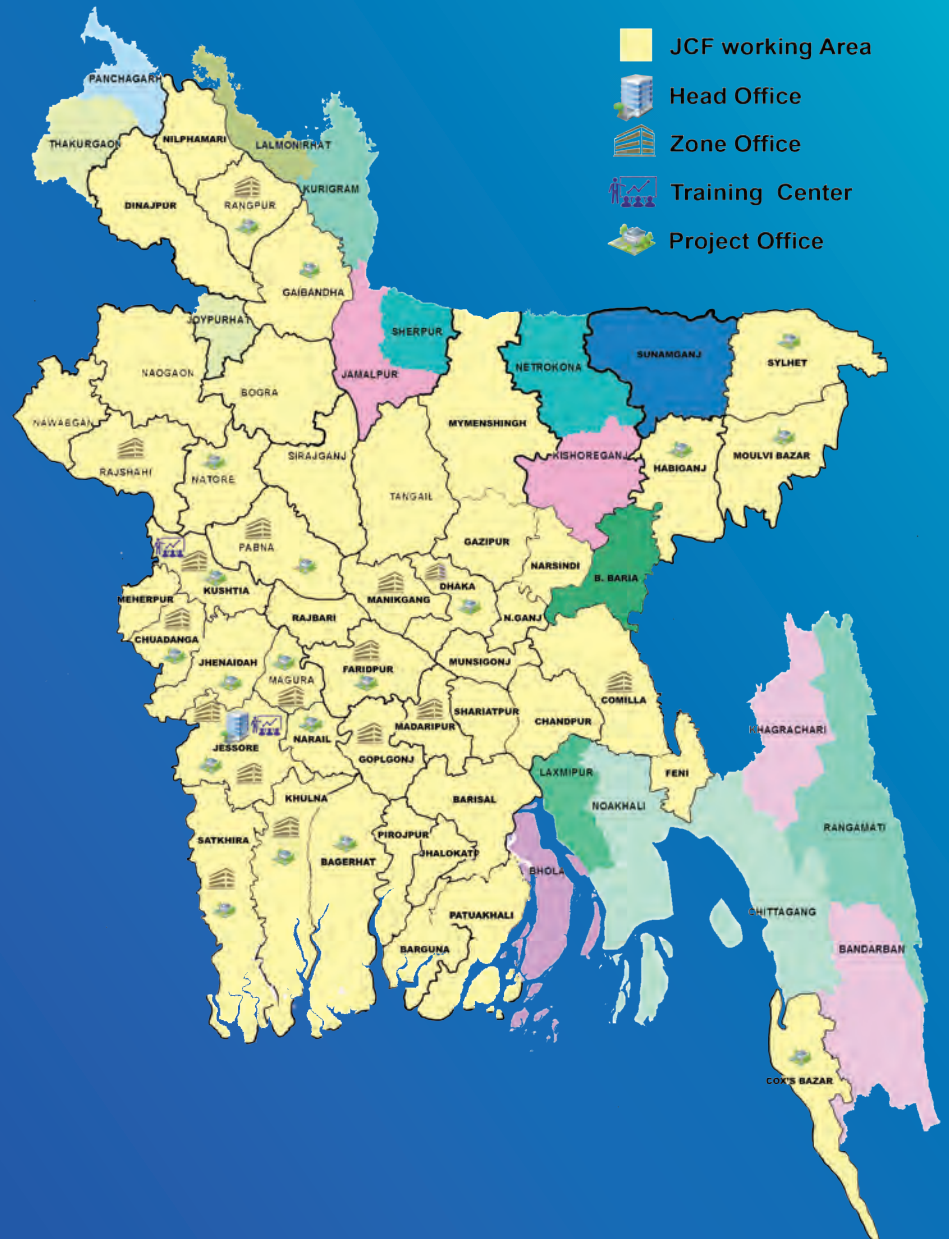 JCF working Area
Head Office
Zone Office
Training Center
Project Office
PANCHAGARH
THAKURGAON
NILPHAMARI
LALMONIRHAT
KURIGRAM
DINAJPUR
RANGPUR
GAIBANDHA
JOYPURHAT
SHERPUR
NETROKONA
SUNAMGANJ
SYLHET
NAOGAON
JAMALPUR
BOGRA
NAWABGAN
MYMENSHINGH
KISHOREGANJ
HABIGANJ
MOULVI BAZAR
RAJSHAHI
NATORE
SIRAJGANJ
TANGAIL
PABNA
GAZIPUR
NARSINDI
B. BARIA
KUSHTIA
MEHERPUR
MANIKGANG
DHAKA
RAJBARI
N.GANJ
CHUADANGA
JHENAIDAH
MAGURA
FARIDPUR
MUNSIGONJ
COMILLA
SHARIATPUR
CHANDPUR
MADARIPUR
JESSORE
NARAIL
GOPLGONJ
KHAGRACHARI
LAXMIPUR
FENI
NOAKHALI
KHULNA
BARISAL
RANGAMATI
SATKHIRA
BAGERHAT
PIROJPUR
JHALOKATI
BHOLA
PATUAKHALI
CHITTAGANG
BARGUNA
BANDARBAN
COX'S BAZAR